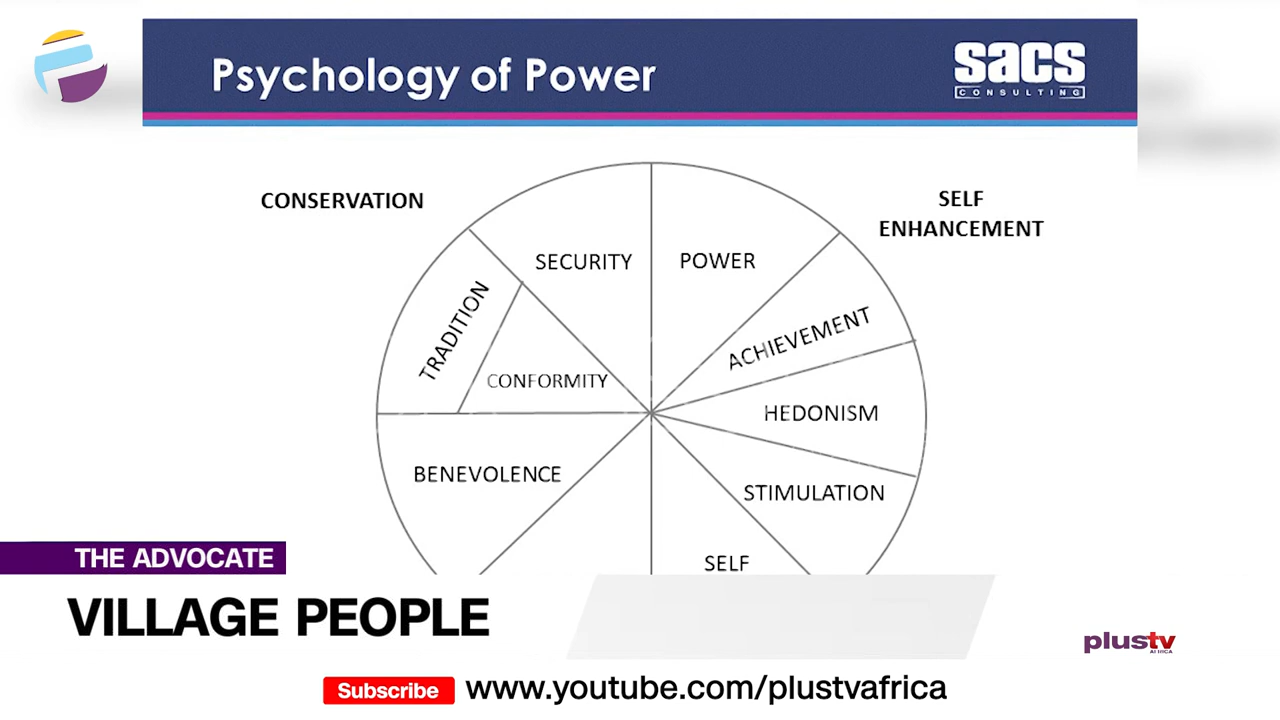 Psychology of Power
sacs
CONSULTING
CONSERVATION
SELF
ENHANCEMENT
SECURITY
POWER
TRADITION
ACHIEVEMENT
CONFORMITY
HEDONISM
BENEVOLENCE
STIMULATION
SELF
THE ADVOCATE
VILLAGE PEOPLE
plustv
AFRICA
Subscribe www.youtube.com/plustvafrica